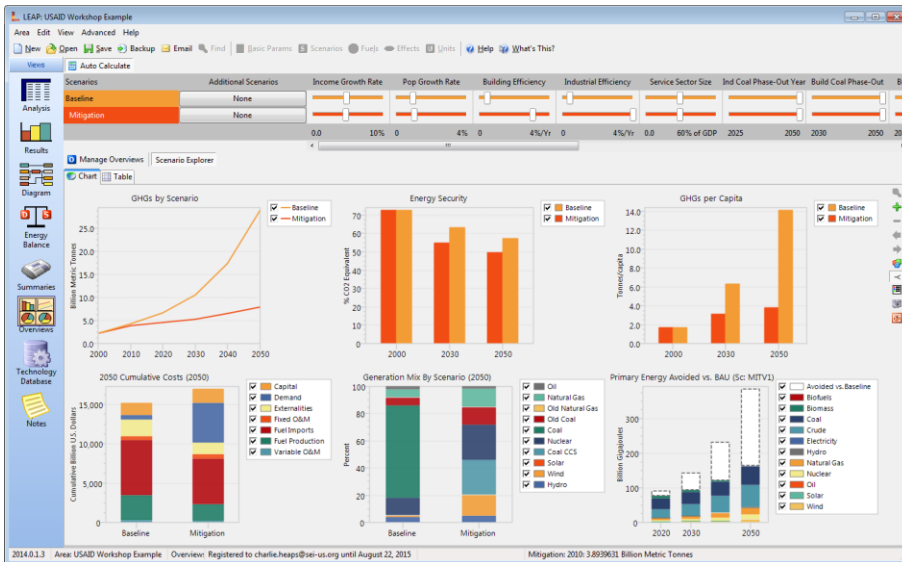 LEAP: USAID Workshop Example
Area Edit View Advanced Help
New Open Save Backup Email Find Basic Params Scenarios Fuels Effects Units Help What's This?
Views Auto Calculate
Scenarios Additional Scenarios Income Growth Rate Pop Growth Rate Building Efficiency Industrial Efficiency Service Sector Size Ind Coal Phase-Out Year Build Coal Phase-Out
Baseline None
Mitigation None
0.0 10% 0 4% 0 4%/Yr 0 4%/Yr 0.0 60% of GDP 2025 2050 2030 2050
Manage Overviews Scenario Explorer
Chart Table
Analysis
Results
Diagram
Energy Balance
Summaries
Overviews
Technology Database
Notes
GHGs by Scenario
Billion Metric Tonnes
25.0
20.0
15.0
10.0
5.0
0.0
2000 2010 2020 2030 2040 2050
Baseline
Mitigation
Energy Security
% CO2 Equivalent
70
60
50
40
30
20
10
0
2000 2030 2050
Baseline
Mitigation
GHGs per Capita
Tonnes/capita
14.0
12.0
10.0
8.0
6.0
4.0
2.0
0.0
2000 2030 2050
Baseline
Mitigation
2050 Cumulative Costs (2050)
Cumulative Billion U.S. Dollars
15,000
10,000
5,000
0
Baseline Mitigation
Capital
Demand
Externalities
Fixed O&M
Fuel Imports
Fuel Production
Variable O&M
Generation Mix By Scenario (2050)
Percent
100
80
60
40
20
0
Baseline Mitigation
Oil
Natural Gas
Old Natural Gas
Old Coal
Coal
Nuclear
Coal CCS
Solar
Wind
Hydro
Primary Energy Avoided vs. BAU (Sc: MITV1)
Billion Gigajoules
300
200
100
0
2020 2030 2050
Avoided vs. Baseline
Biofuels
Biomass
Coal
Crude
Electricity
Hydro
Natural Gas
Nuclear
Oil
Solar
Wind
2014.0.1.3 Area: USAID Workshop Example Overview: Registered to charlie.heaps@sei-us.org until August 22, 2015 Mitigation: 2010: 3.8939631 Billion Metric Tonnes